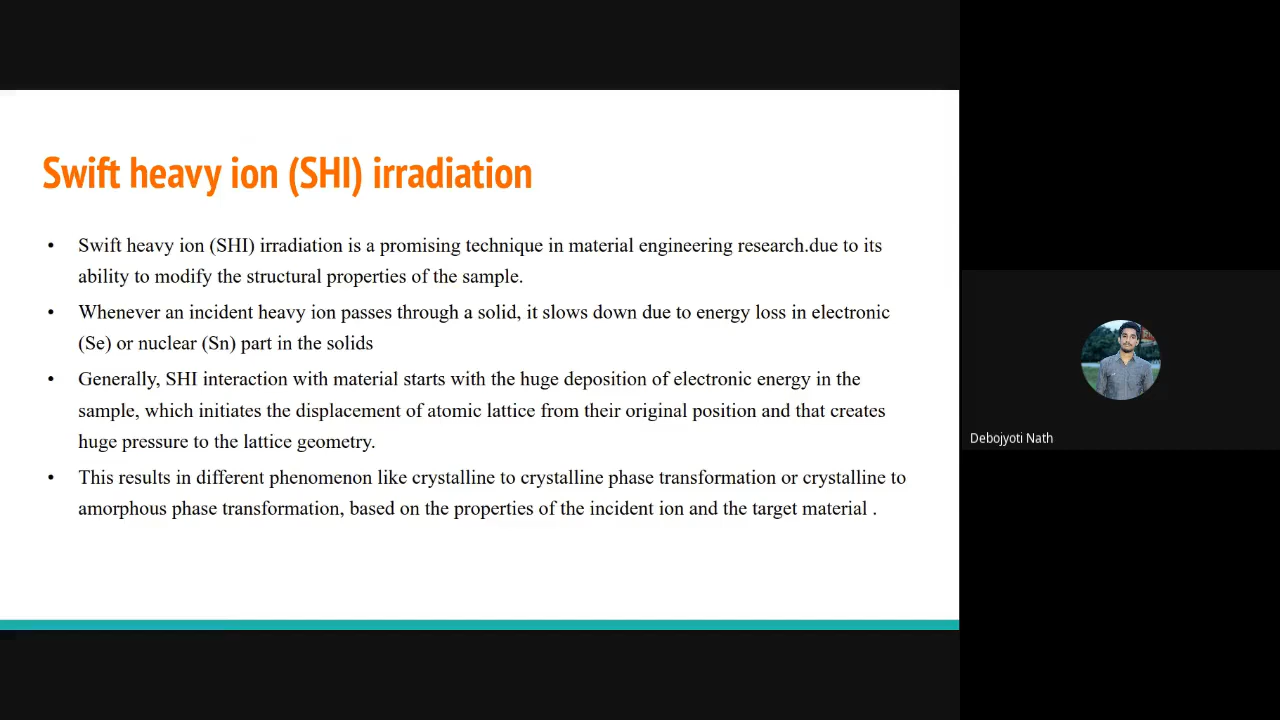 Swift heavy ion (SHI) irradiation
• Swift heavy ion (SHI) irradiation is a promising technique in material engineering research.due to its
ability to modify the structural properties of the sample.
• Whenever an incident heavy ion passes through a solid, it slows down due to energy loss in electronic
(Se) or nuclear (Sn) part in the solids
• Generally, SHI interaction with material starts with the huge deposition of electronic energy in the
sample, which initiates the displacement of atomic lattice from their original position and that creates
huge pressure to the lattice geometry.
• This results in different phenomenon like crystalline to crystalline phase transformation or crystalline to
amorphous phase transformation, based on the properties of the incident ion and the target material .
Debojyoti Nath